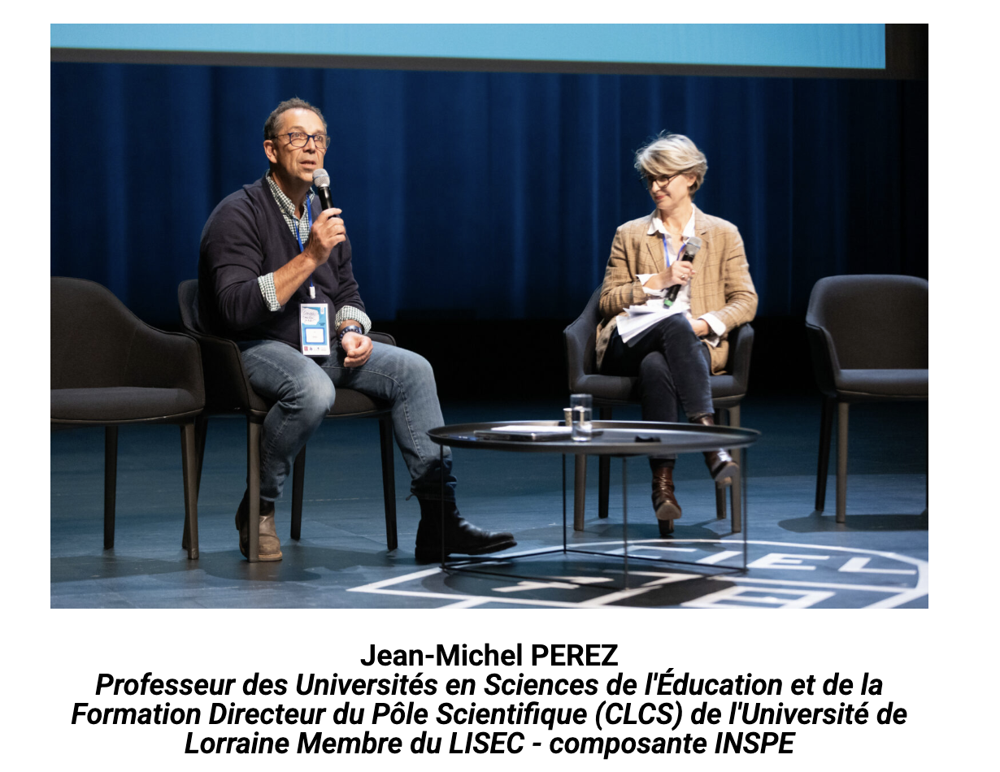 CIEL
Jean-Michel PEREZ
Professeur des Universités en Sciences de l'Éducation et de la
Formation Directeur du Pôle Scientifique (CLCS) de l'Université de
Lorraine Membre du LISEC - composante INSPE